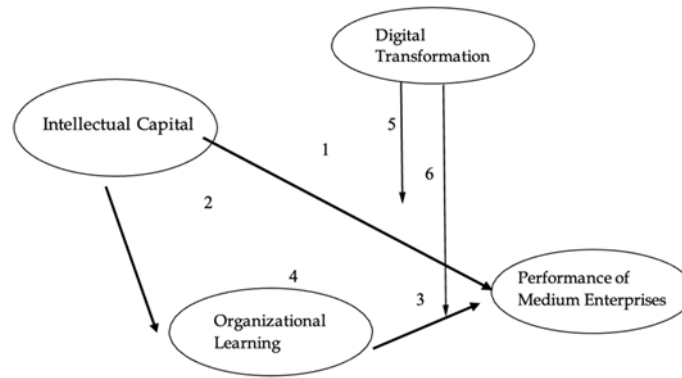 Digital
Transformation
Intellectual Capital
1
5
6
2
4
3
Performance of
Medium Enterprises
Organizational
Learning